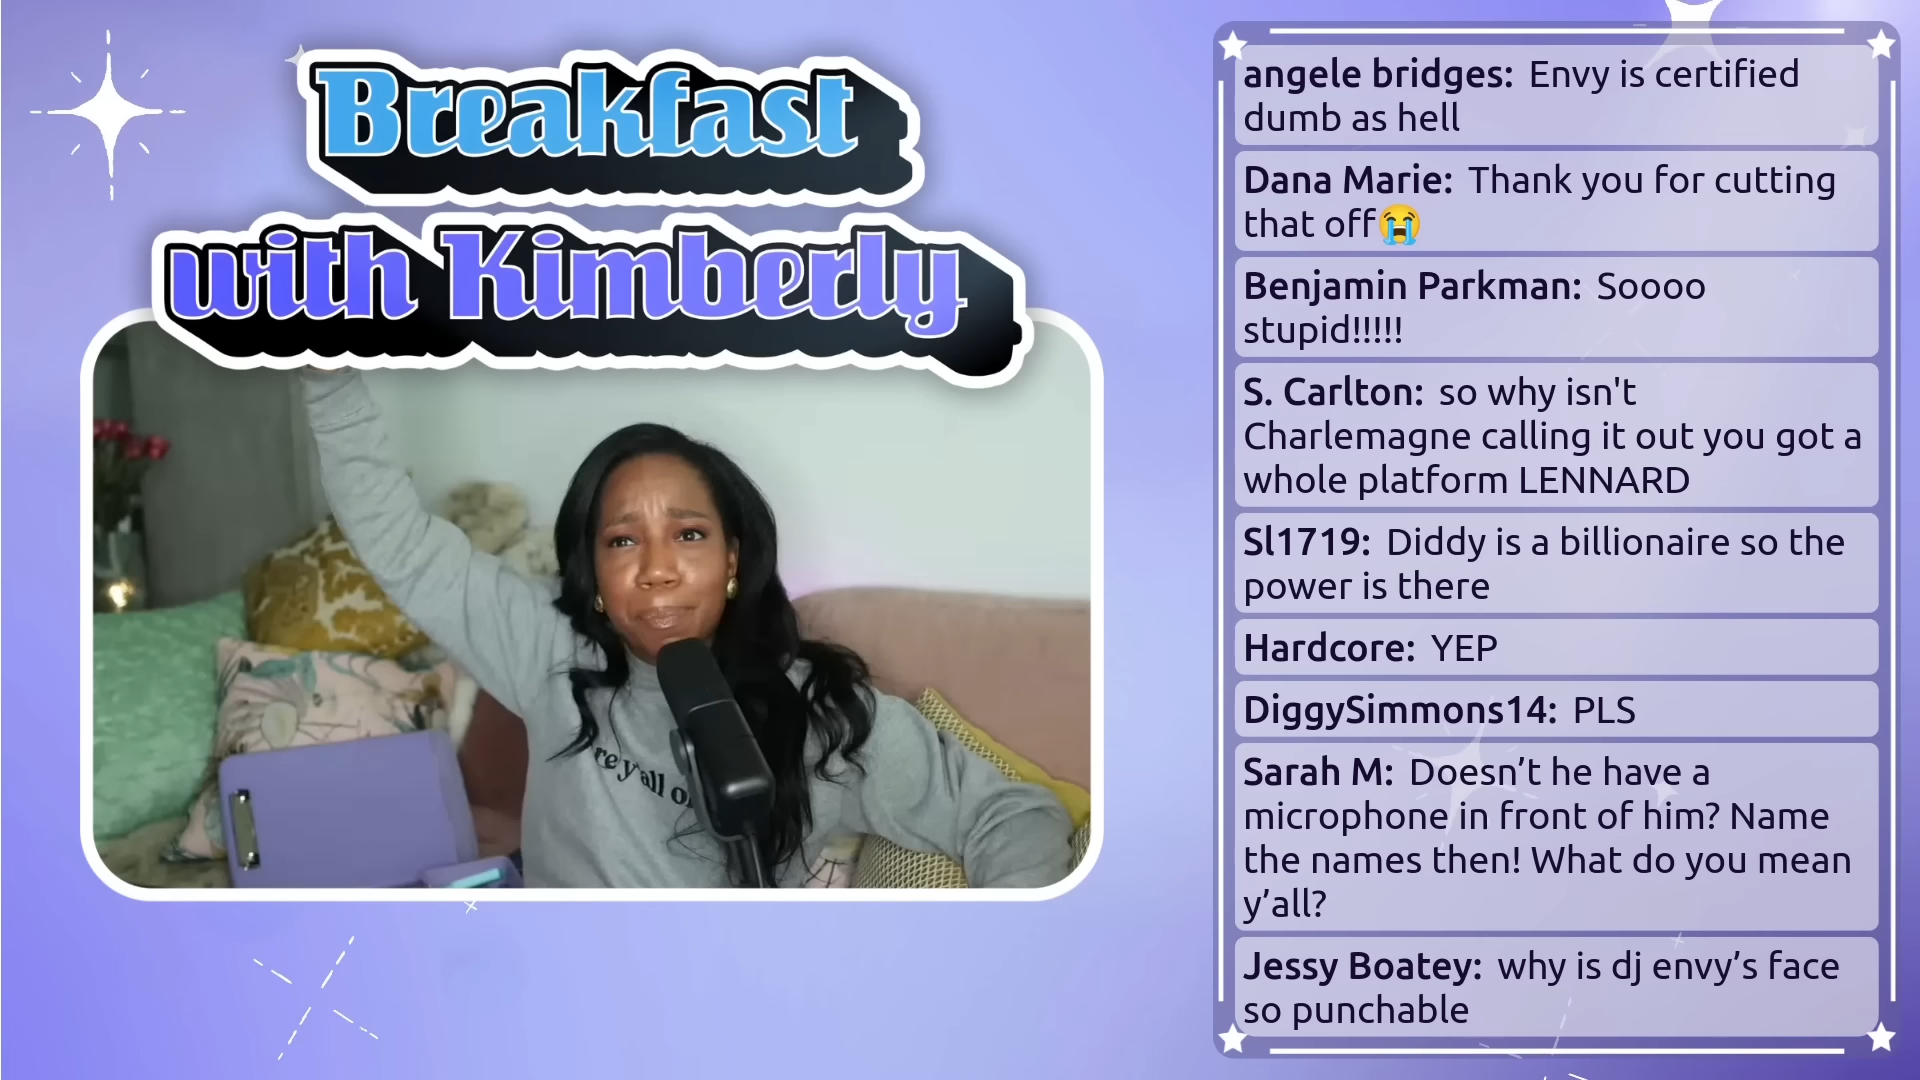 Breakfast
with Kimberly
re y'all
angele bridges: Envy is certified
dumb as hell
Dana Marie: Thank you for cutting
that off😭
Benjamin Parkman: Soooo
stupid!!!!!
S. Carlton: so why isn't
Charlemagne calling it out you got a
whole platform LENNARD
Sl1719: Diddy is a billionaire so the
power is there
Hardcore: YEP
DiggySimmons14: PLS
Sarah M: Doesn’t he have a
microphone in front of him? Name
the names then! What do you mean
y’all?
Jessy Boatey: why is dj envy’s face
so punchable